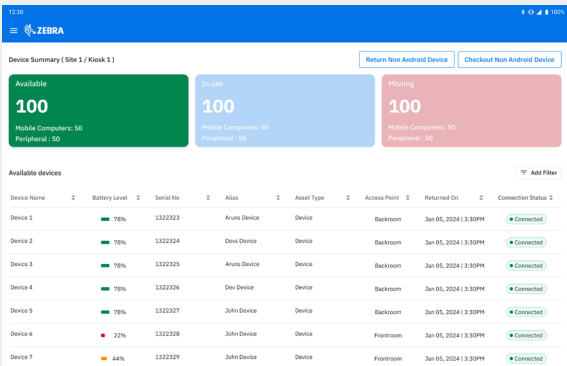 12:30
100%
ZEBRA
Device Summary ( Site 1 / Kiosk 1 )
Return Non Android Device
Checkout Non Android Device
Available
100
Mobile Computers: 50
Peripheral : 50
In use
100
Mobile Computers: 50
Peripheral : 50
Missing
100
Mobile Computers: 50
Peripheral : 50
Available devices
Add Filter
Device Name Battery Level Serial No Alias Asset Type Access Point Returned On Connection Status
Device 1 78% 1322323 Aruns Device Device Backroom Jan 05, 2024 | 3:30PM Connected
Device 2 78% 1322324 Devs Device Device Backroom Jan 05, 2024 | 3:30PM Connected
Device 3 78% 1322325 Aruns Device Device Backroom Jan 05, 2024 | 3:30PM Connected
Device 4 78% 1322326 Dev Device Device Backroom Jan 05, 2024 | 3:30PM Connected
Device 5 78% 1322327 John Device Device Backroom Jan 05, 2024 | 3:30PM Connected
Device 6 22% 1322328 John Device Device Frontroom Jan 05, 2024 | 3:30PM Connected
Device 7 44% 1322329 John Device Device Frontroom Jan 05, 2024 | 3:30PM Connected